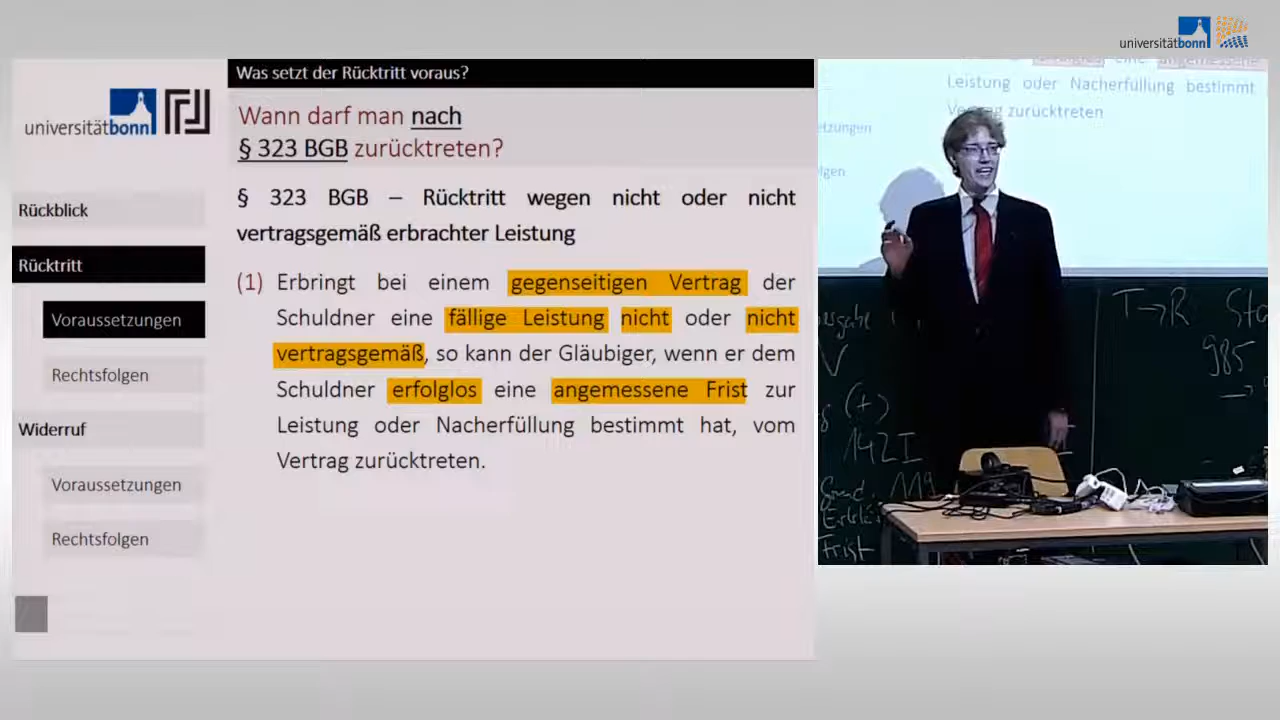 universitätbonn
Was setzt der Rücktritt voraus?
universitätbonn
Wann darf man nach
§ 323 BGB zurücktreten?
§ 323 BGB – Rücktritt wegen nicht oder nicht
vertragsgemäß erbrachter Leistung
(1) Erbringt bei einem gegenseitigen Vertrag der
Schuldner eine fällige Leistung nicht oder nicht
vertragsgemäß, so kann der Gläubiger, wenn er dem
Schuldner erfolglos eine angemessene Frist zur
Leistung oder Nacherfüllung bestimmt hat, vom
Vertrag zurücktreten.
Rückblick
Rücktritt
Voraussetzungen
Rechtsfolgen
Widerruf
Voraussetzungen
Rechtsfolgen
Leistung oder Nacherfüllung bestimmt
Vertrag zurücktreten
T→R
985
V
(+)
142 I
119
Frist